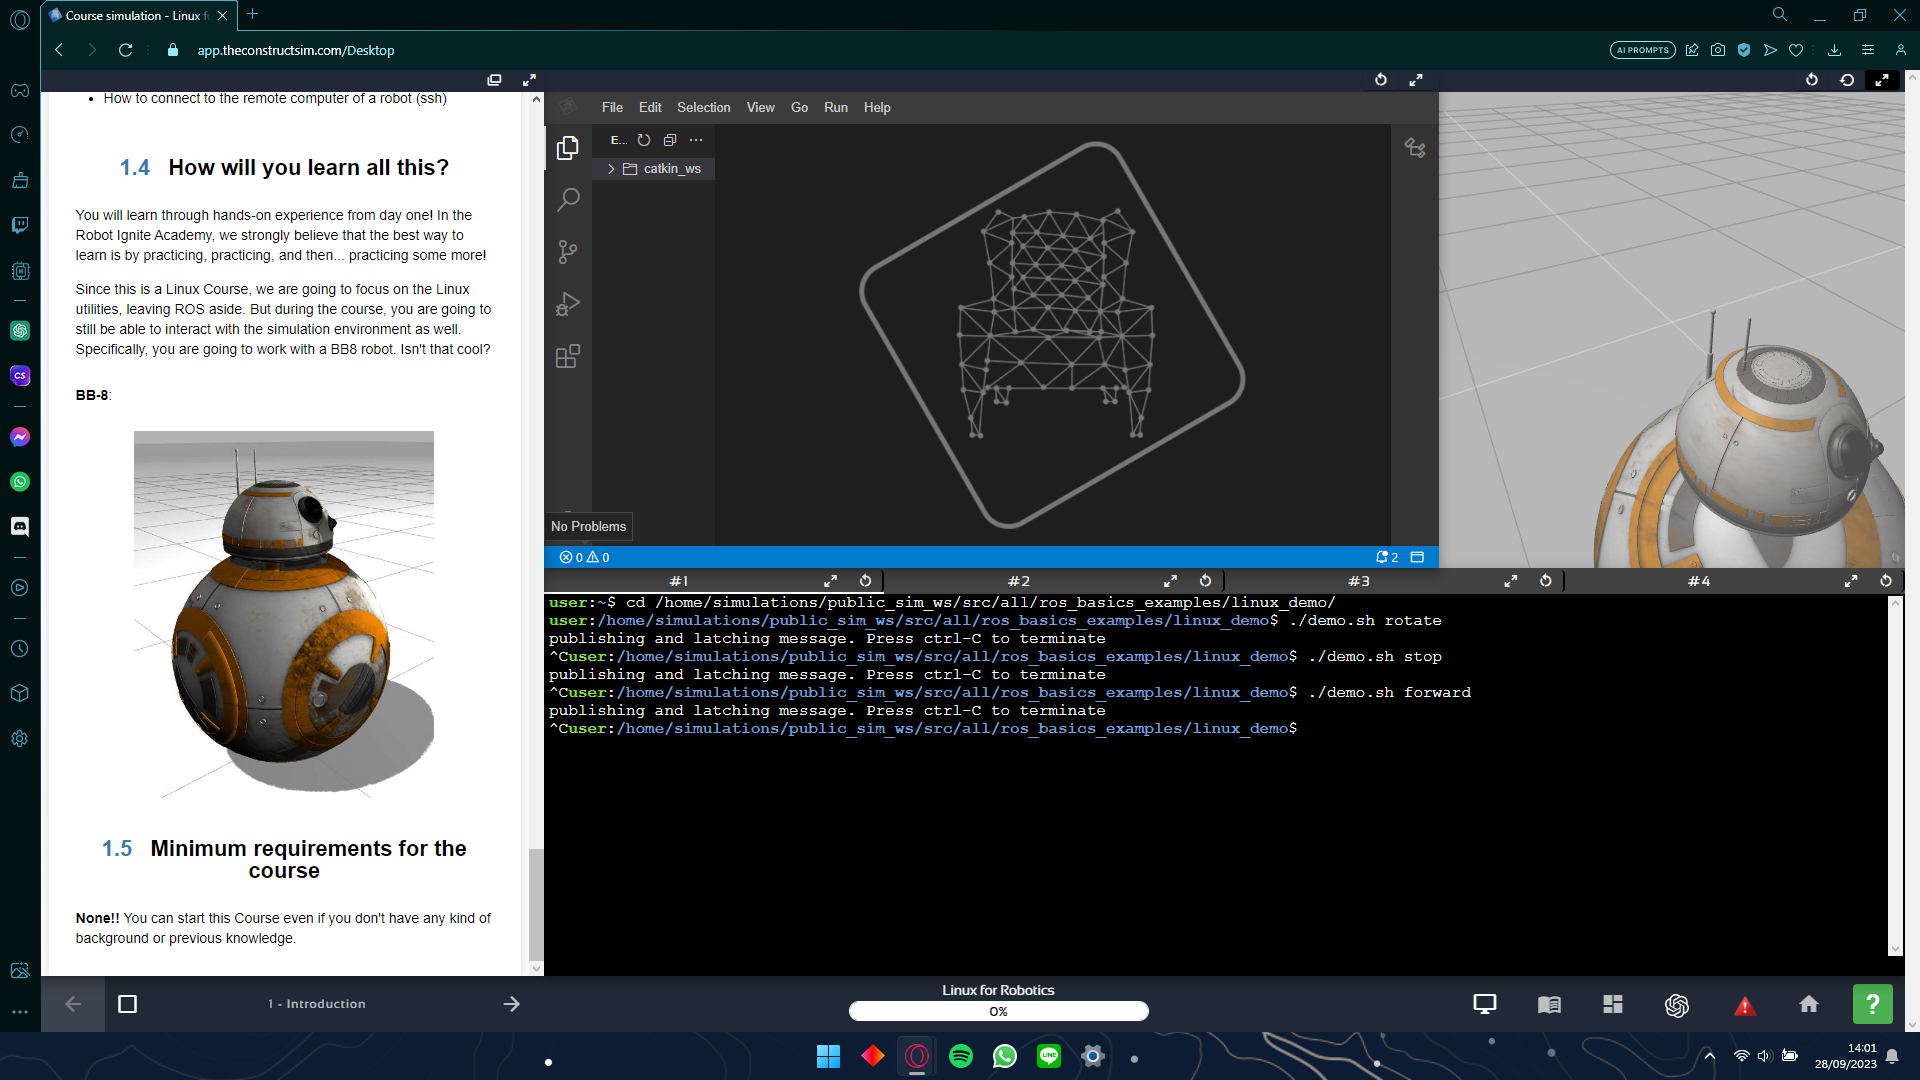 Course simulation - Linux f
app.theconstructsim.com/Desktop
AI PROMPTS
CS
• How to connect to the remote computer of a robot (ssh)
1.4 How will you learn all this?
You will learn through hands-on experience from day one! In the
Robot Ignite Academy, we strongly believe that the best way to
learn is by practicing, practicing, and then... practicing some more!
Since this is a Linux Course, we are going to focus on the Linux
utilities, leaving ROS aside. But during the course, you are going to
still be able to interact with the simulation environment as well.
Specifically, you are going to work with a BB8 robot. Isn't that cool?
BB-8:
1.5 Minimum requirements for the
course
None!! You can start this Course even if you don't have any kind of
background or previous knowledge.
File Edit Selection View Go Run Help
E...
catkin_ws
No Problems
0 0
2
#1 #2 #3 #4
user:~$ cd /home/simulations/public_sim_ws/src/all/ros_basics_examples/linux_demo/
user:/home/simulations/public_sim_ws/src/all/ros_basics_examples/linux_demo$ ./demo.sh rotate
publishing and latching message. Press ctrl-C to terminate
^Cuser:/home/simulations/public_sim_ws/src/all/ros_basics_examples/linux_demo$ ./demo.sh stop
publishing and latching message. Press ctrl-C to terminate
^Cuser:/home/simulations/public_sim_ws/src/all/ros_basics_examples/linux_demo$ ./demo.sh forward
publishing and latching message. Press ctrl-C to terminate
^Cuser:/home/simulations/public_sim_ws/src/all/ros_basics_examples/linux_demo$
1 - Introduction
Linux for Robotics
0%
?
LINE
14:01
28/09/2023